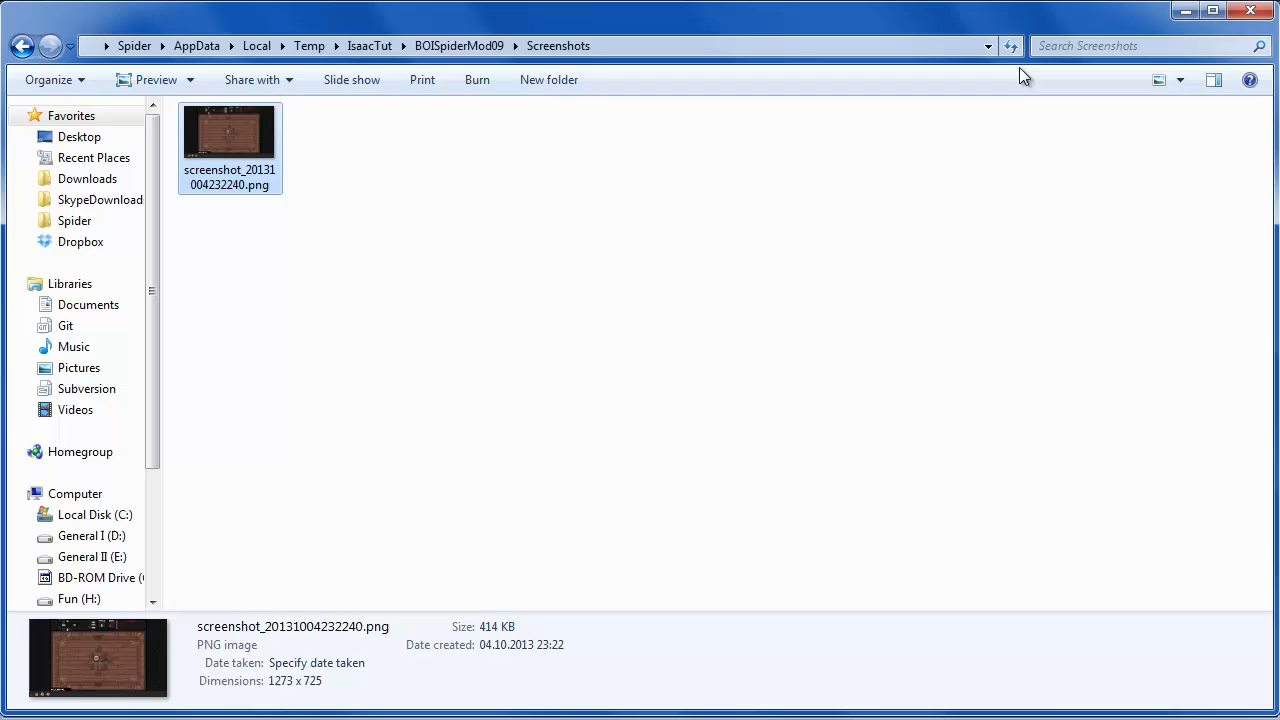 Spider AppData Local Temp IsaacTut BOISpiderMod09 Screenshots Search Screenshots
Organize Preview Share with Slide show Print Burn New folder
Favorites
Desktop
Recent Places
Downloads
SkypeDownload
Spider
Dropbox
Libraries
Documents
Git
Music
Pictures
Subversion
Videos
Homegroup
Computer
Local Disk (C:)
General I (D:)
General II (E:)
BD-ROM Drive (
Fun (H:)
screenshot_20131
004232240.png
screenshot_20131004232240.png Size: 414 KB
PNG image Date created: 04.10.2013 23:22
Date taken: Specify date taken
Dimensions: 1273 x 725